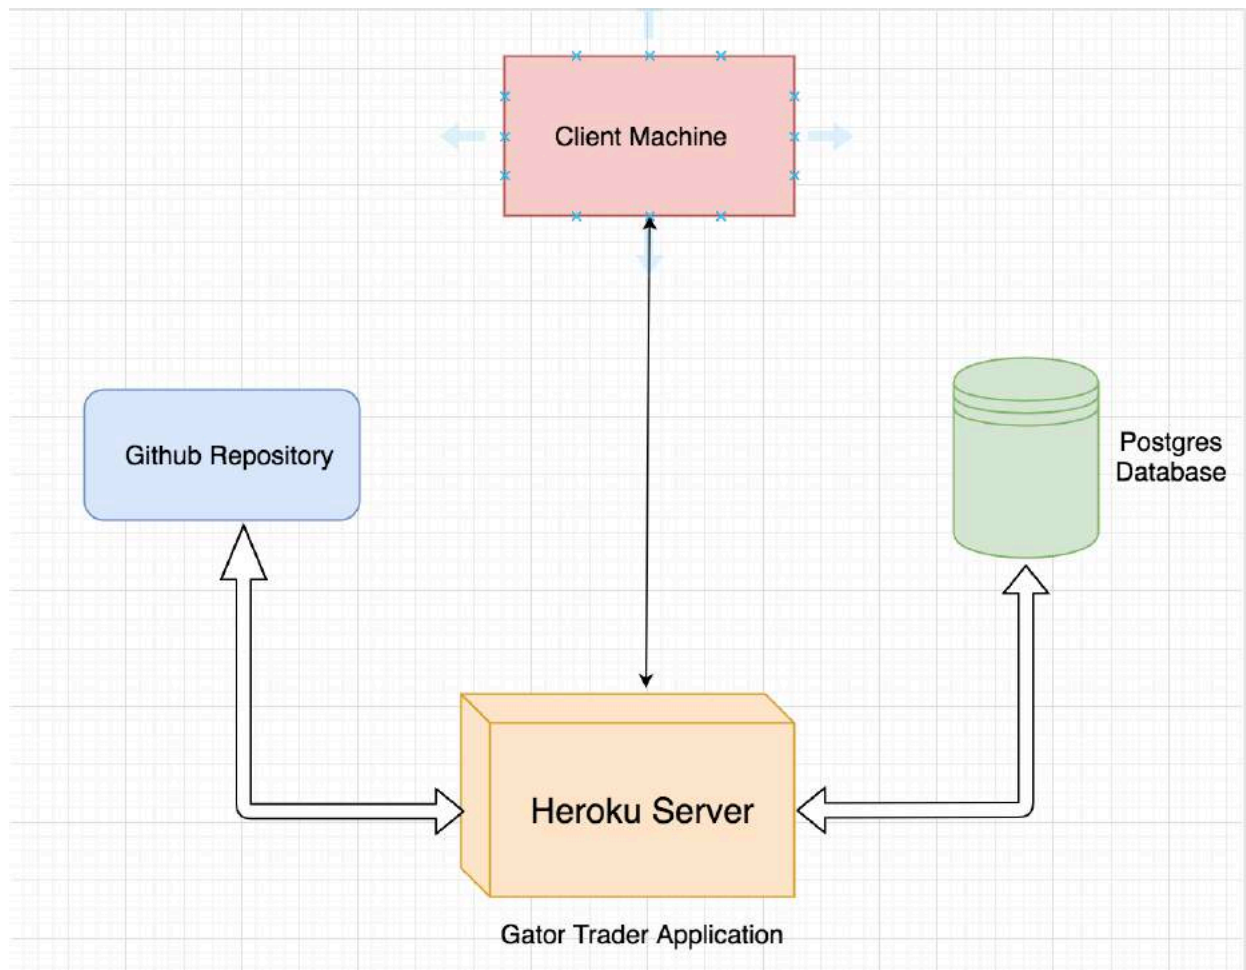 Client Machine
Github Repository
Postgres
Database
Heroku Server
Gator Trader Application